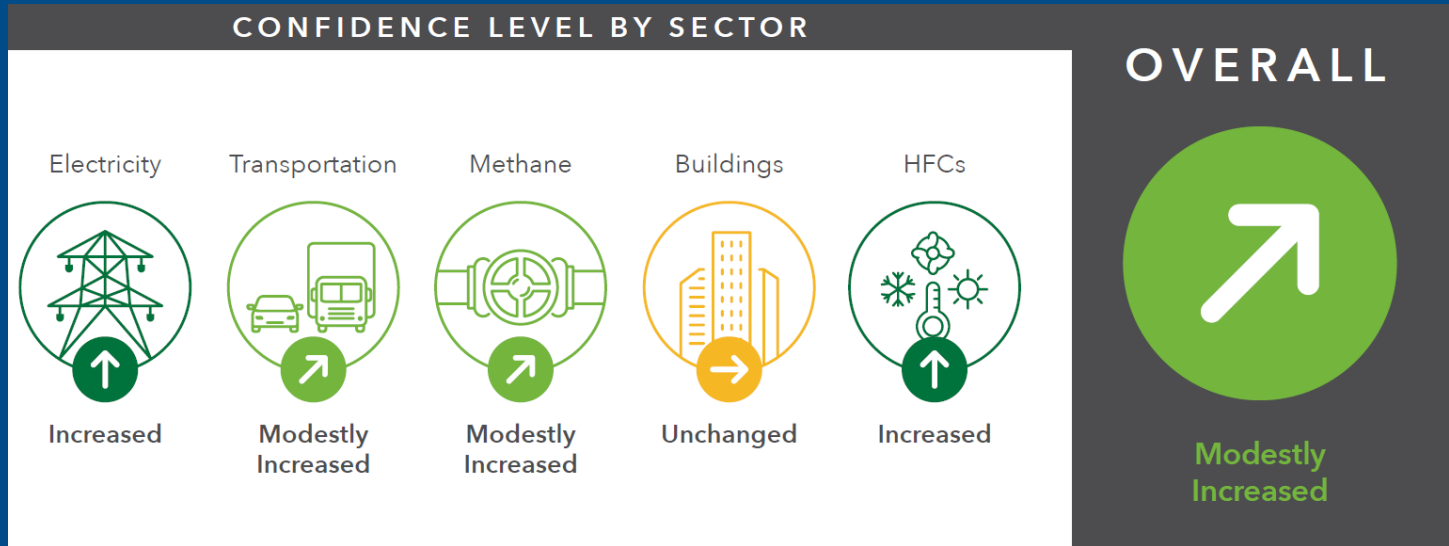 CONFIDENCE LEVEL BY SECTOR
OVERALL
Electricity
Transportation
Methane
Buildings
HFCs
Increased
Modestly
Increased
Modestly
Increased
Unchanged
Increased
Modestly
Increased